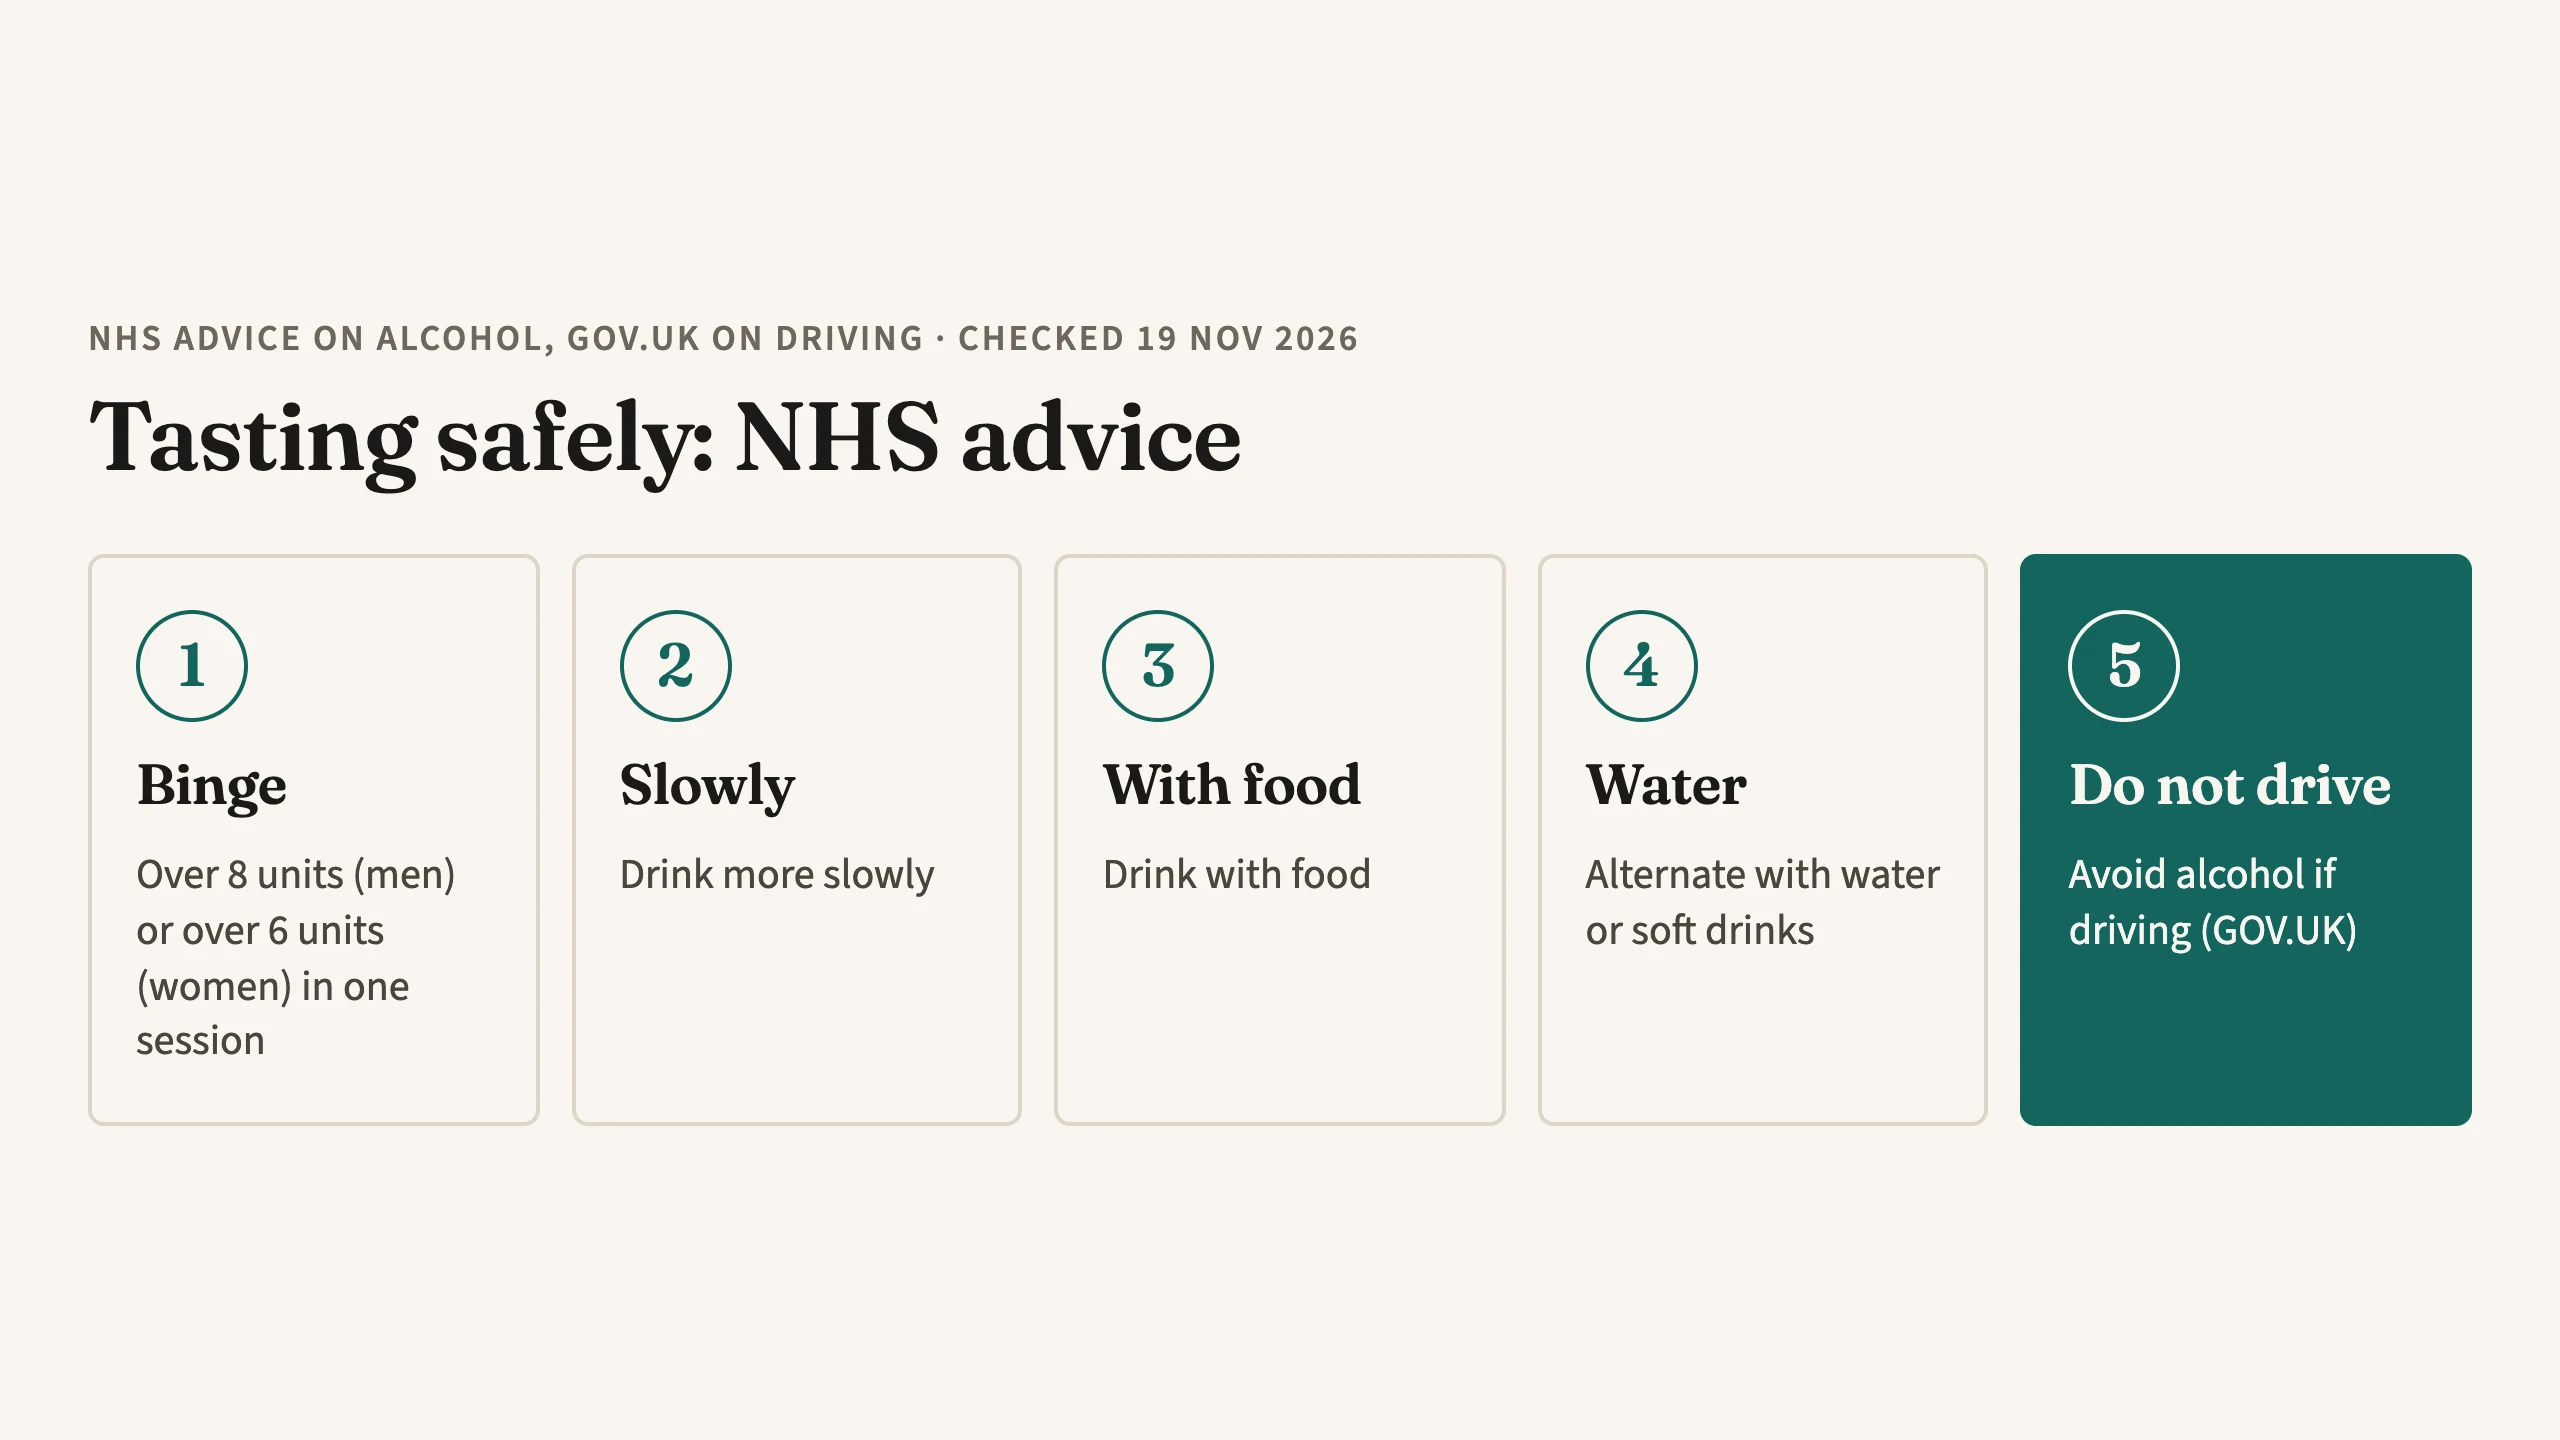 NHS ADVICE ON ALCOHOL, GOV.UK ON DRIVING · CHECKED 19 NOV 2026
Tasting safely: NHS advice
1
Binge
Over 8 units (men)
or over 6 units
(women) in one
session
2
Slowly
Drink more slowly
3
With food
Drink with food
4
Water
Alternate with water
or soft drinks
5
Do not drive
Avoid alcohol if
driving (GOV.UK)